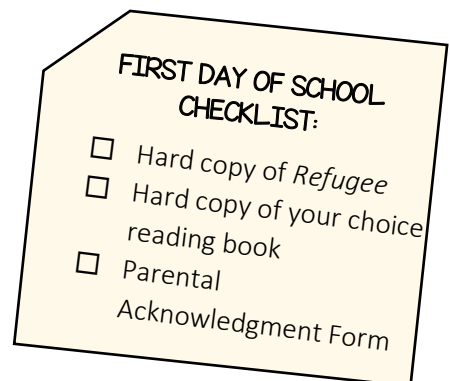 FIRST DAY OF SCHOOL
CHECKLIST:
☐ Hard copy of Refugee
☐ Hard copy of your choice
reading book
☐ Parental
Acknowledgment Form